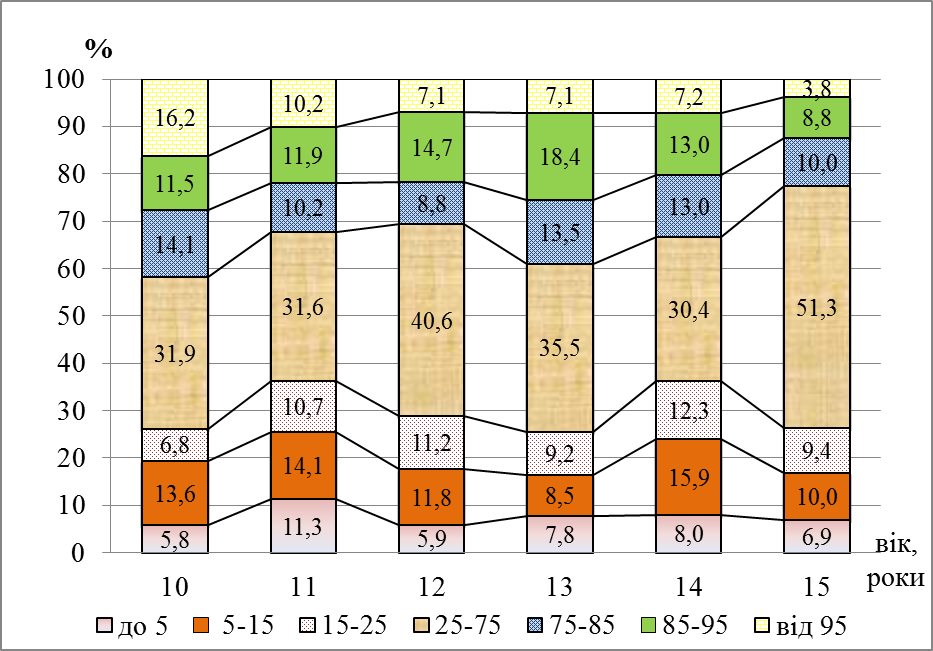 %
100
90
80
70
60
50
40
30
20
10
0
16,2 10,2 7,1 7,1 7,2 3,8
11,5 11,9 14,7 18,4 13,0 8,8
14,1 10,2 8,8 13,5 13,0 10,0
31,9 31,6 40,6 35,5 30,4 51,3
6,8 10,7 11,2 9,2 12,3 9,4
13,6 14,1 11,8 8,5 15,9 10,0
5,8 11,3 5,9 7,8 8,0 6,9
10 11 12 13 14 15
вік,
роки
до 5 5-15 15-25 25-75 75-85 85-95 від 95